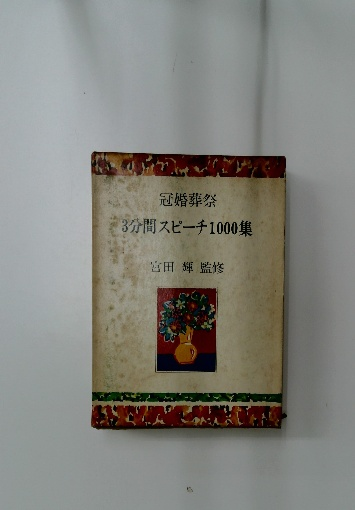 冠婚葬祭
3分間スピーチ1000集
宮田 輝 監修